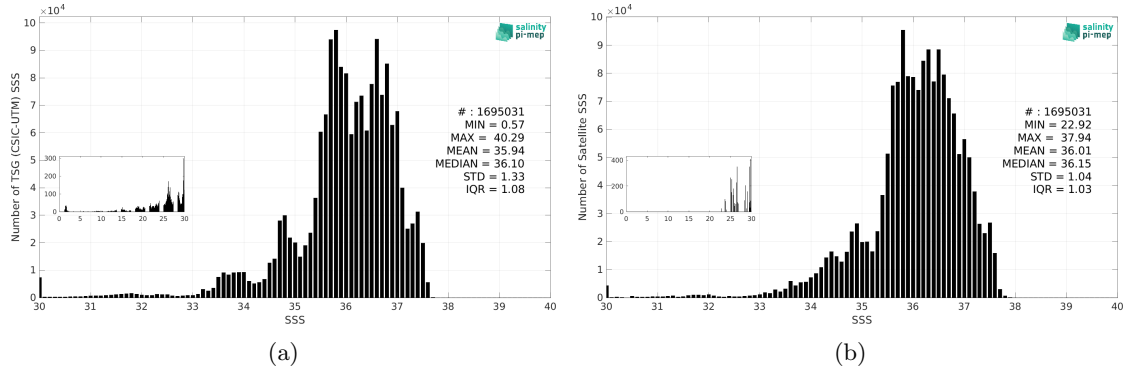 ×10⁴
10
9
8
7
6
5
4
3
2
1
0
Number of TSG (CSIC-UTM) SSS
30 31 32 33 34 35 36 37 38 39 40
SSS
salinity
pi-mep
# : 1695031
MIN = 0.57
MAX = 40.29
MEAN = 35.94
MEDIAN = 36.10
STD = 1.33
IQR = 1.08
300
200
100
0
0 5 10 15 20 25 30
(a)
×10⁴
10
9
8
7
6
5
4
3
2
1
0
Number of Satellite SSS
30 31 32 33 34 35 36 37 38 39 40
SSS
salinity
pi-mep
# : 1695031
MIN = 22.92
MAX = 37.94
MEAN = 36.01
MEDIAN = 36.15
STD = 1.04
IQR = 1.03
400
200
0
0 5 10 15 20 25 30
(b)